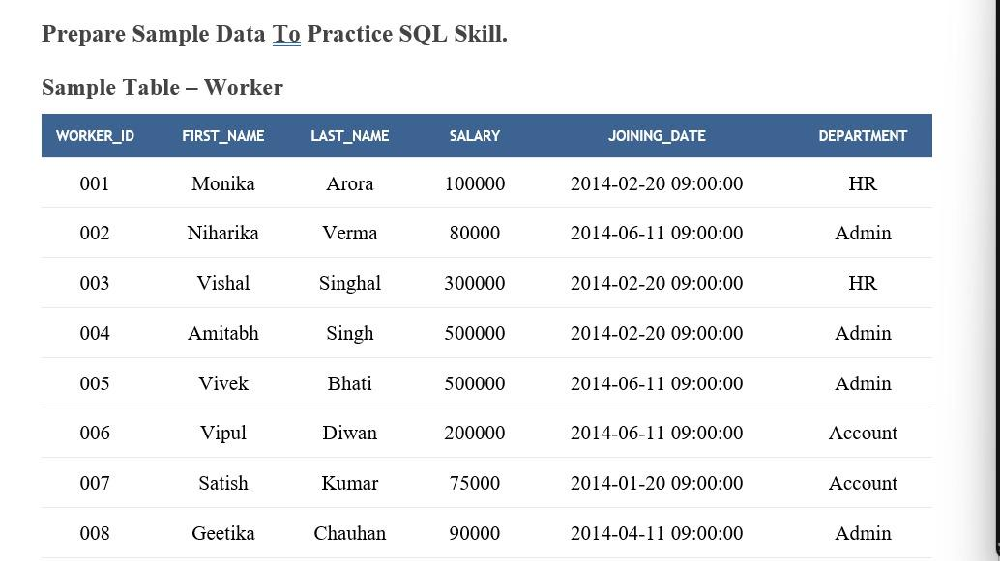 Prepare Sample Data To Practice SQL Skill.
Sample Table – Worker
WORKER_ID FIRST_NAME LAST_NAME SALARY JOINING_DATE DEPARTMENT
001 Monika Arora 100000 2014-02-20 09:00:00 HR
002 Niharika Verma 80000 2014-06-11 09:00:00 Admin
003 Vishal Singhal 300000 2014-02-20 09:00:00 HR
004 Amitabh Singh 500000 2014-02-20 09:00:00 Admin
005 Vivek Bhati 500000 2014-06-11 09:00:00 Admin
006 Vipul Diwan 200000 2014-06-11 09:00:00 Account
007 Satish Kumar 75000 2014-01-20 09:00:00 Account
008 Geetika Chauhan 90000 2014-04-11 09:00:00 Admin